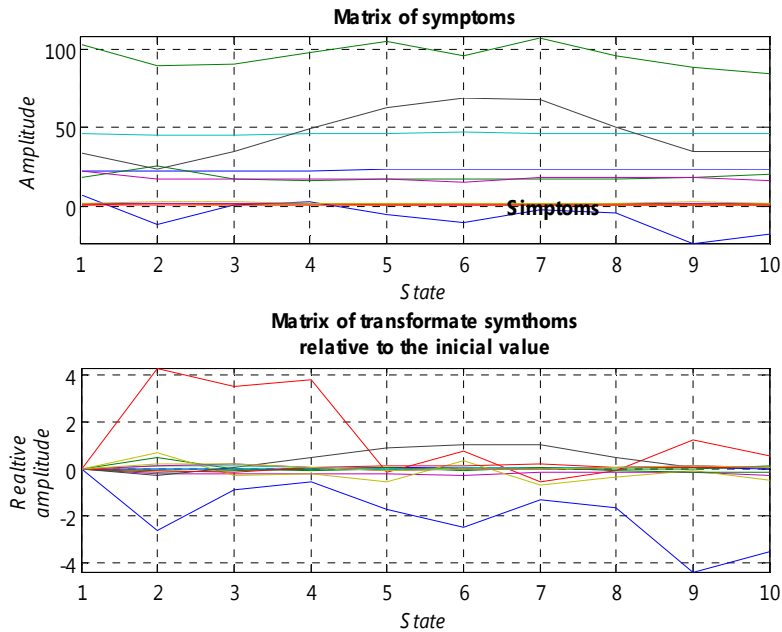 Matrix of symptoms
Amplitude
100
50
0
Simptoms
1 2 3 4 5 6 7 8 9 10
State
Matrix of transformate symthoms
relative to the inicial value
Realtive
amplitude
4
2
0
-2
-4
1 2 3 4 5 6 7 8 9 10
State